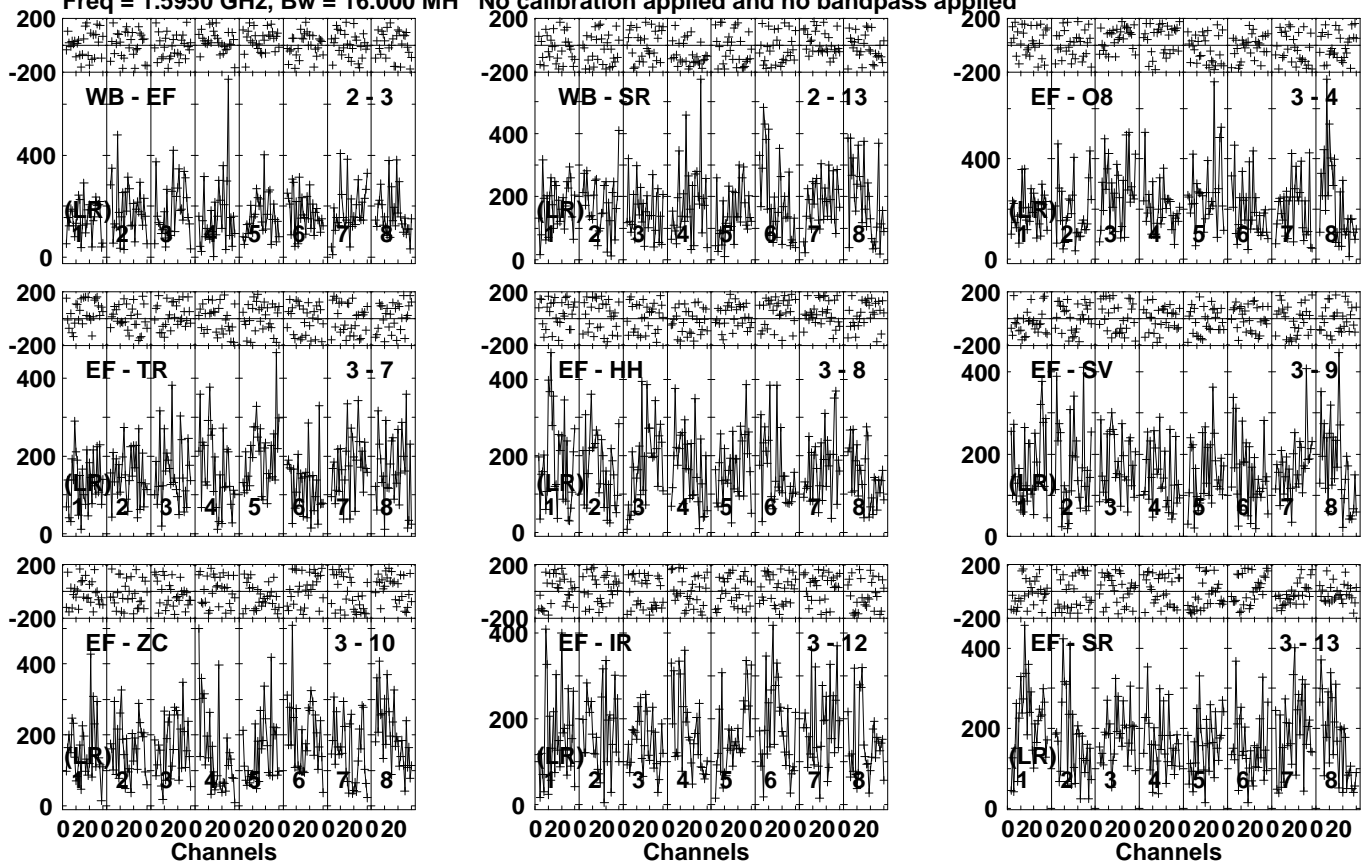 Freq = 1.5950 GHz, Bw = 16.000 MH No calibration applied and no bandpass applied
200 200 200
-200 -200 -200
WB - EF 2 - 3 WB - SR 2 - 13 EF - O8 3 - 4
400 400 400
200
(LR) (LR) (LR)
1 2 3 4 5 6 7 8 1 2 3 4 5 6 7 8 1 2 3 4 5 6 7 8
0 0 0
200 200 200
-200 -200 -200
EF - TR 3 - 7 EF - HH 3 - 8 EF - SV 3 - 9
400 400 400
200 200 200
(LR) (LR) (LR)
1 2 3 4 5 6 7 8 1 2 3 4 5 6 7 8 1 2 3 4 5 6 7 8
0 0 0
200 200 200
-200 -200 -200
EF - ZC 3 - 10 EF - IR 3 - 12 EF - SR 3 - 13
400 400 400
200 200 200
(LR) (LR) (LR)
1 2 3 4 5 6 7 8 1 2 3 4 5 6 7 8 1 2 3 4 5 6 7 8
0 0 0
0 20 0 20 0 20 0 20 0 20 0 20 0 20 0 20 0 20 0 20 0 20 0 20 0 20 0 20 0 20 0 20 0 20 0 20 0 20 0 20 0 20 0 20 0 20 0 20
Channels Channels Channels